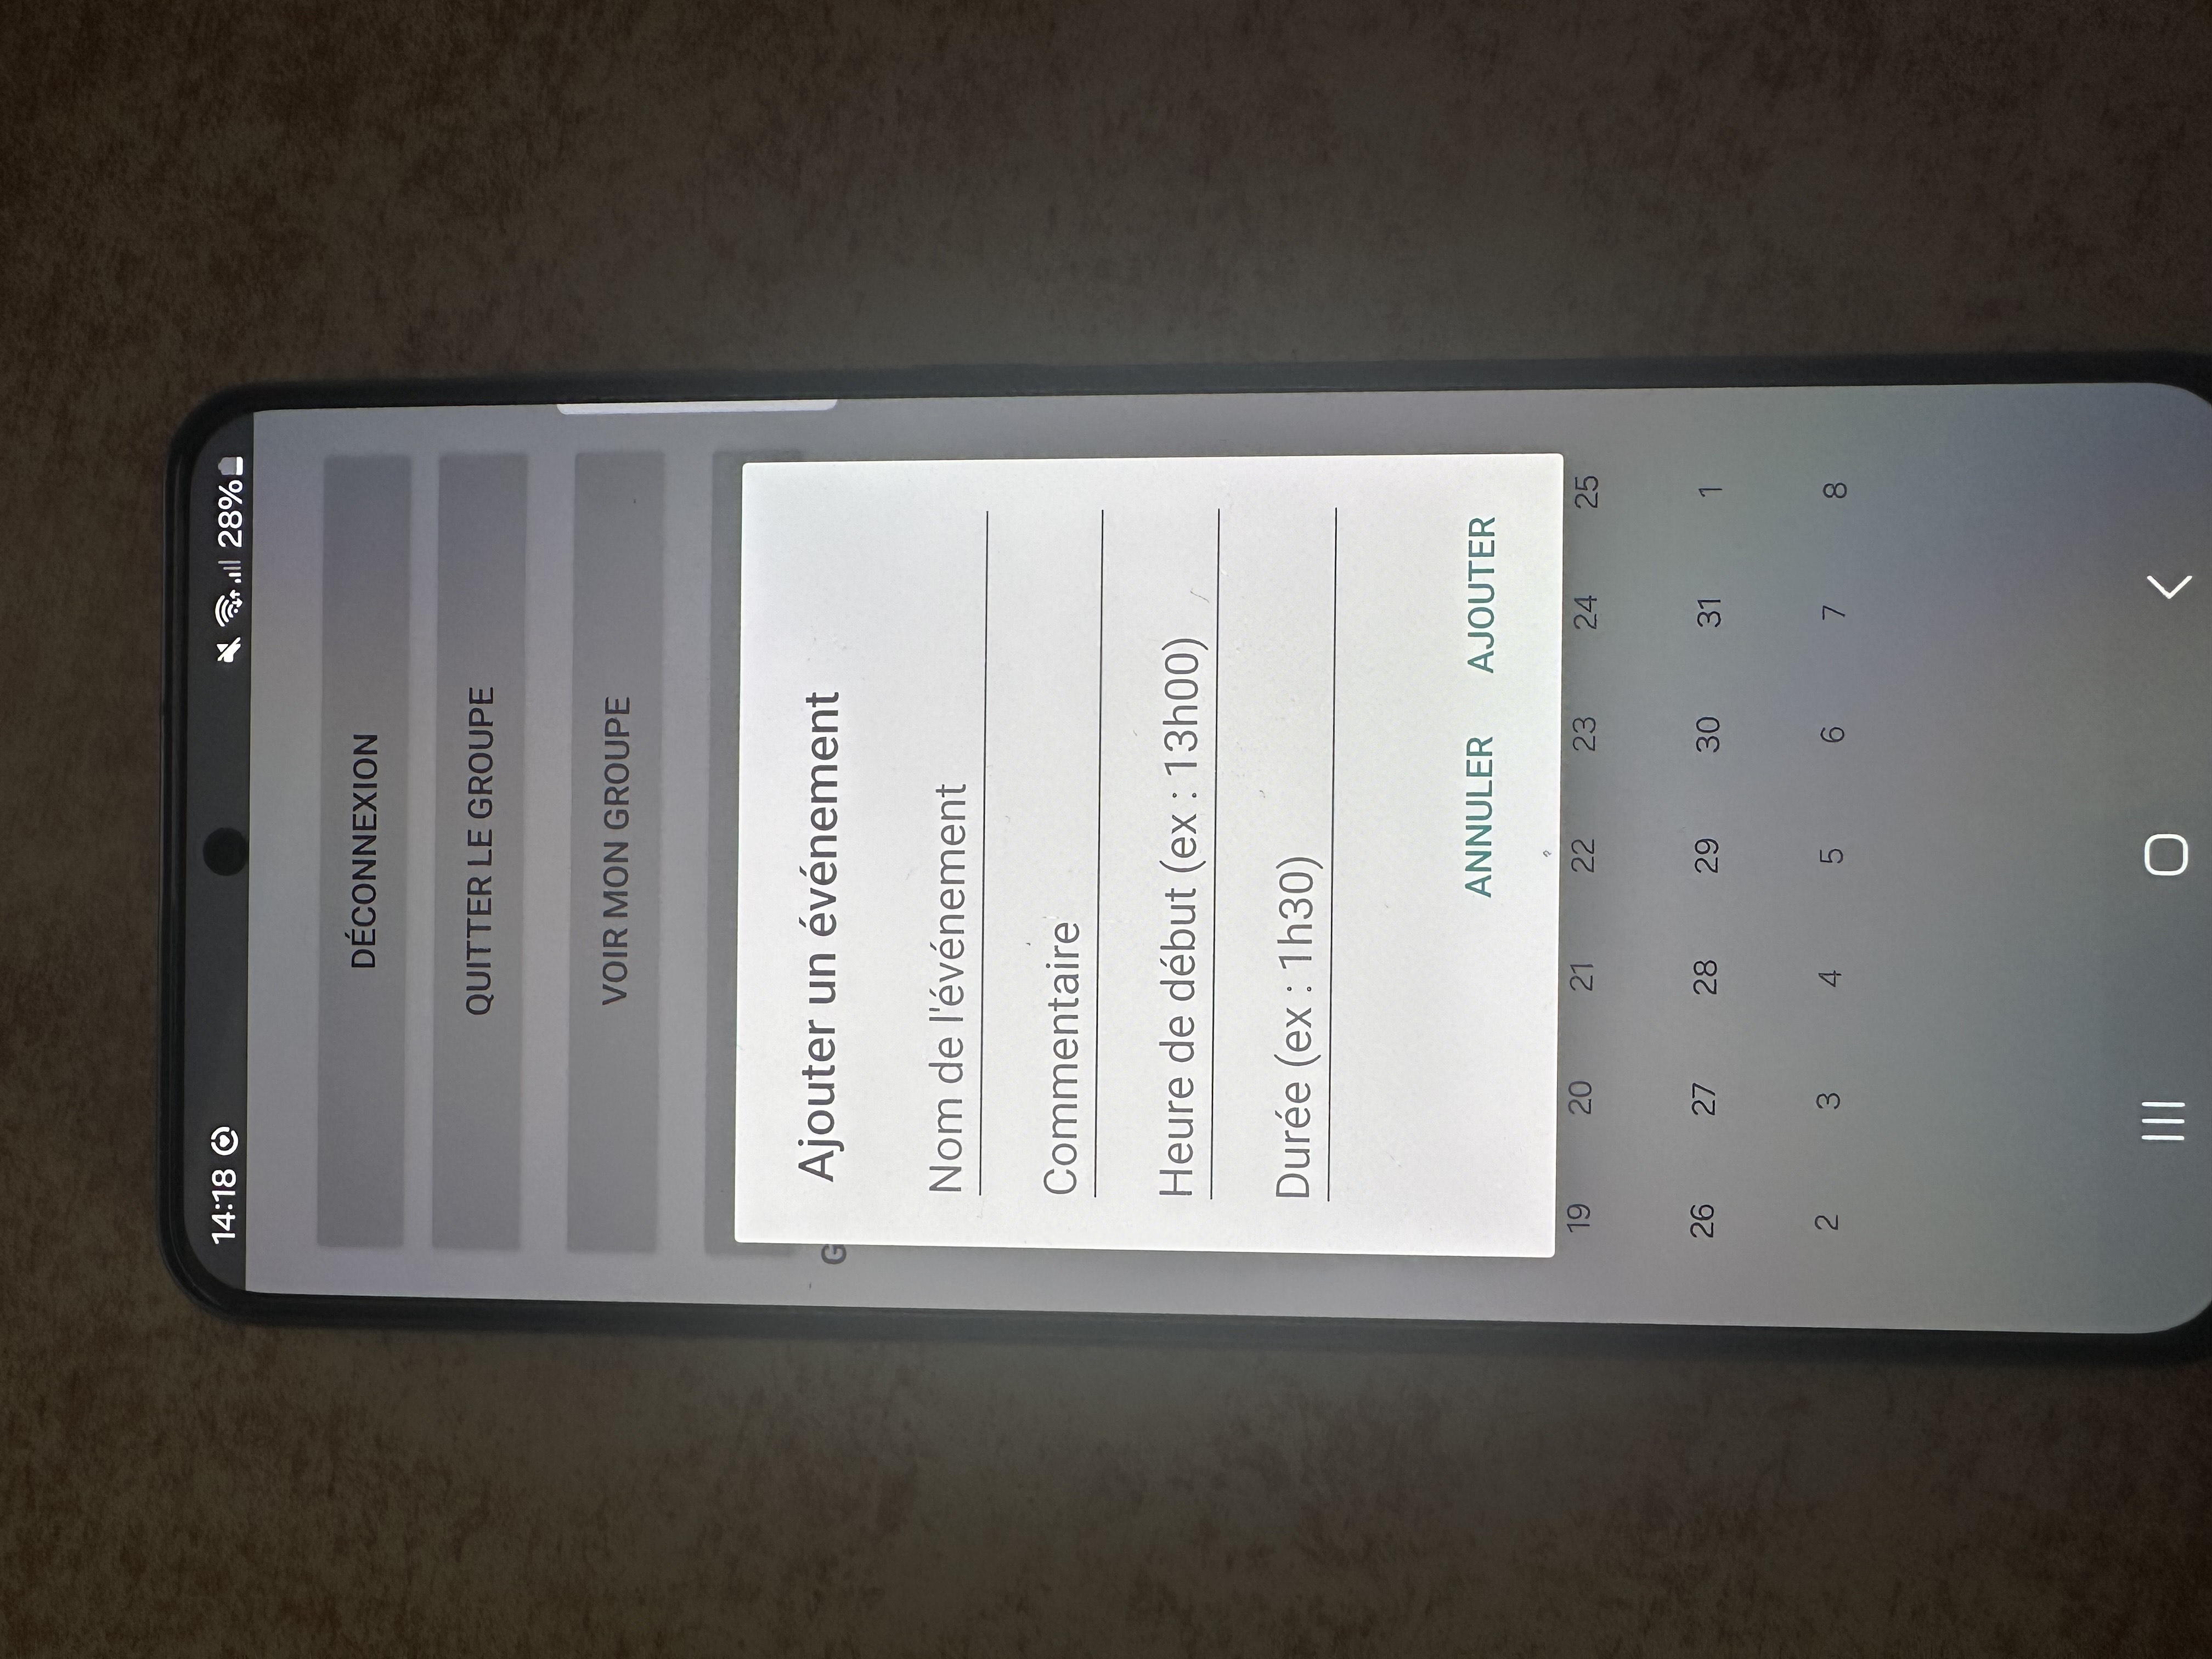 14:18 28%
DÉCONNEXION
QUITTER LE GROUPE
VOIR MON GROUPE
G
Ajouter un événement
Nom de l'événement
Commentaire
Heure de début (ex : 13h00)
Durée (ex : 1h30)
ANNULER AJOUTER
19 20 21 22 23 24 25
26 27 28 29 30 31 1
2 3 4 5 6 7 8